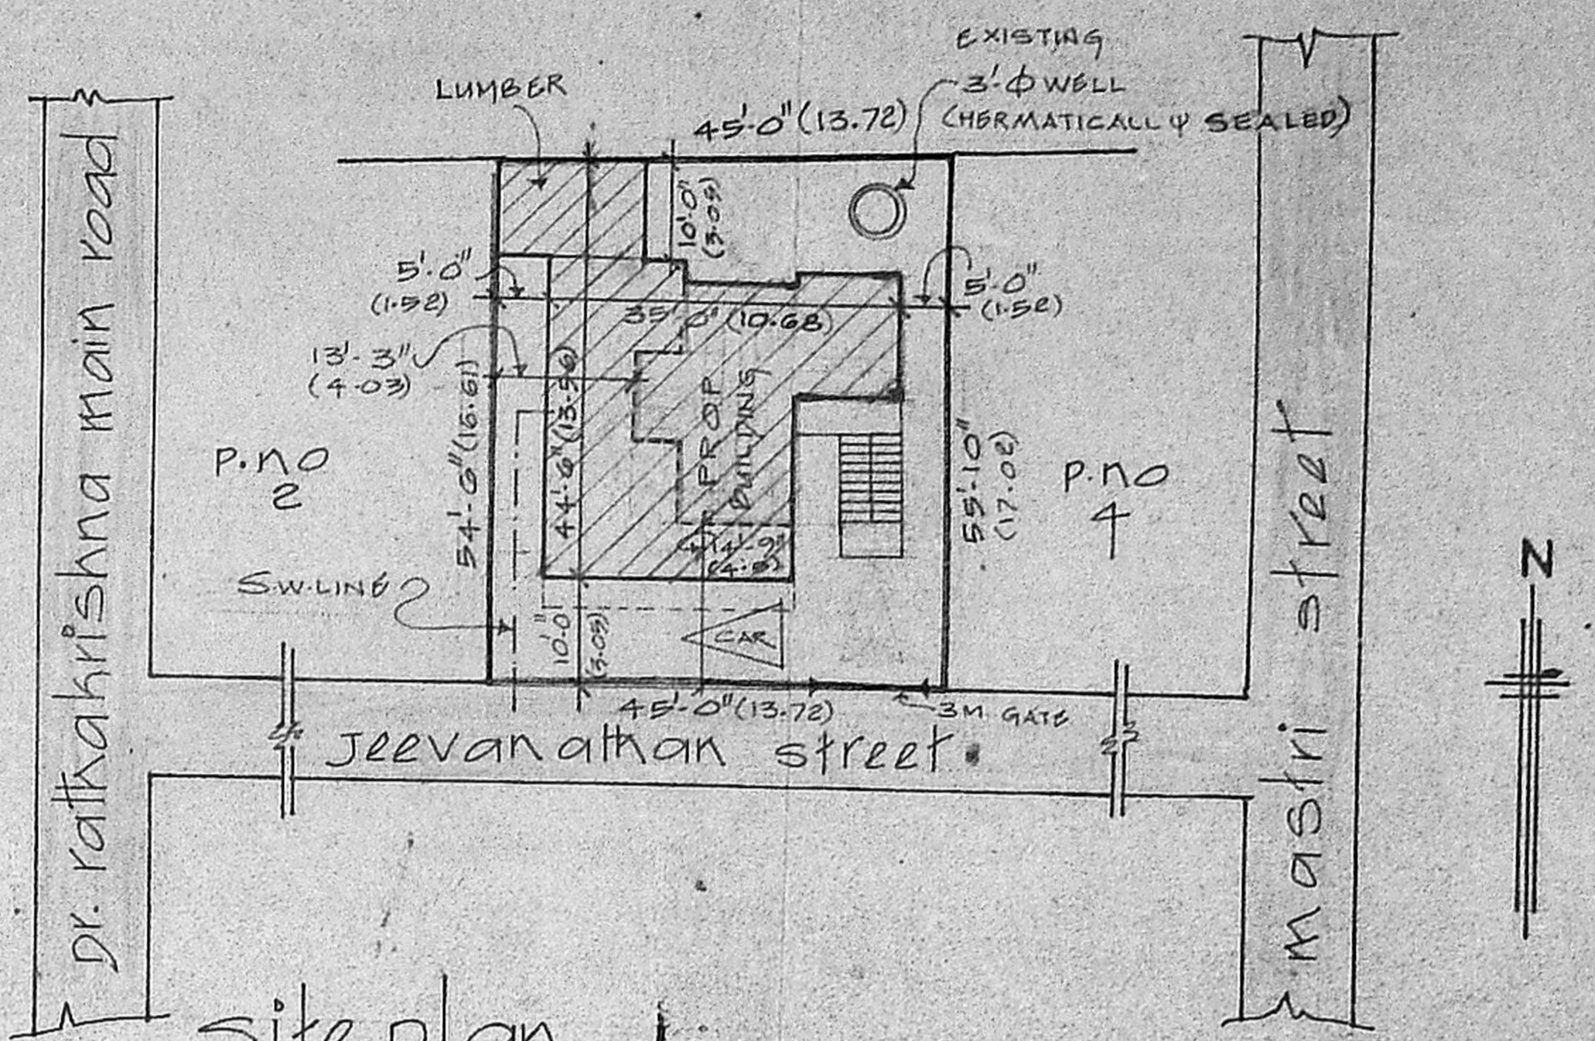 EXISTING
3'-Ф WELL
(HERMATICALLY SEALED)
LUMBER
45'-0" (13.72)
10'-0"
(3.05)
5'-0"
(1.52)
5'-0"
(1.52)
35'-0" (10.68)
13'-3"
(4.03)
54'-6" (16.61)
44'-6" (13.56)
PROP
BUILDING
55'-10"
(17.02)
P.no
2
P.no
4
14'-9"
S.W.LINE
10'-0"
(3.05)
CAR
45'-0" (13.72)
3M GATE
Jeevanathan street.
Dr. rathakrishna main road
mastri street
N
site plan